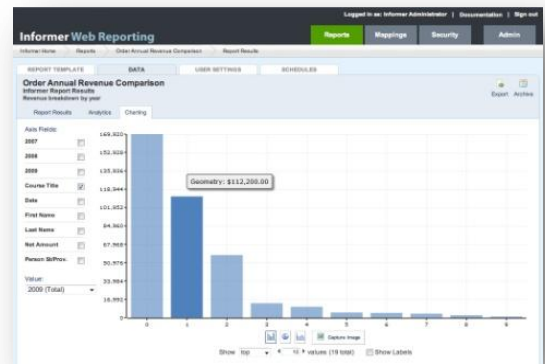 Logged in as: Informer Administrator | Documentation | Sign out
Informer Web Reporting
Reports Mappings Security Admin
Informer Home Reports Order Annual Revenue Comparison Report Results
REPORT TEMPLATE DATA USER SETTINGS SCHEDULES
Order Annual Revenue Comparison
Informer Report Results
Revenue breakdown by year
Export Archive
Report Results Analytics Charting
Axis Fields:
2007
2008
2009
Course Title
Date
First Name
Last Name
Net Amount
Person St/Prov.
Value:
2009 (Total)
169,920
152,928
135,936
118,944
101,952
84,960
67,968
50,976
33,984
16,992
0
Geometry: $112,200.00
0 1 2 3 4 5 6 7 8 9
Capture Image
Show top 10 values (19 total) Show Labels